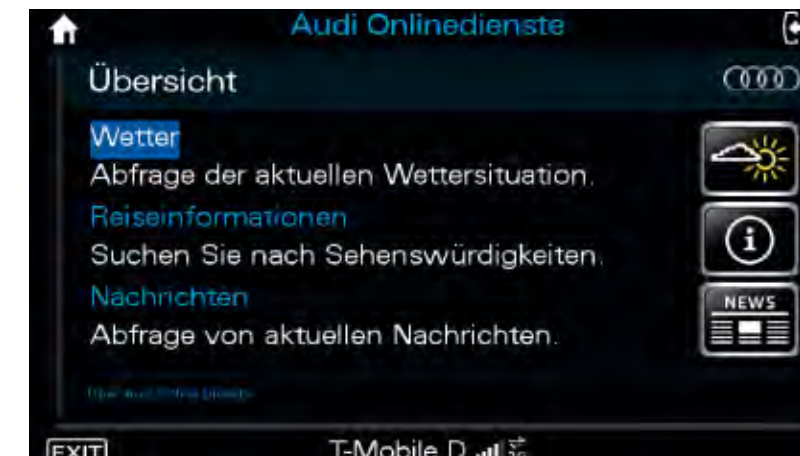 Audi Onlinedienste
Übersicht
Wetter
Abfrage der aktuellen Wettersituation.
Reiseinformationen
Suchen Sie nach Sehenswürdigkeiten.
Nachrichten
NEWS
Abfrage von aktuellen Nachrichten.
EXIT
T-Mobile D